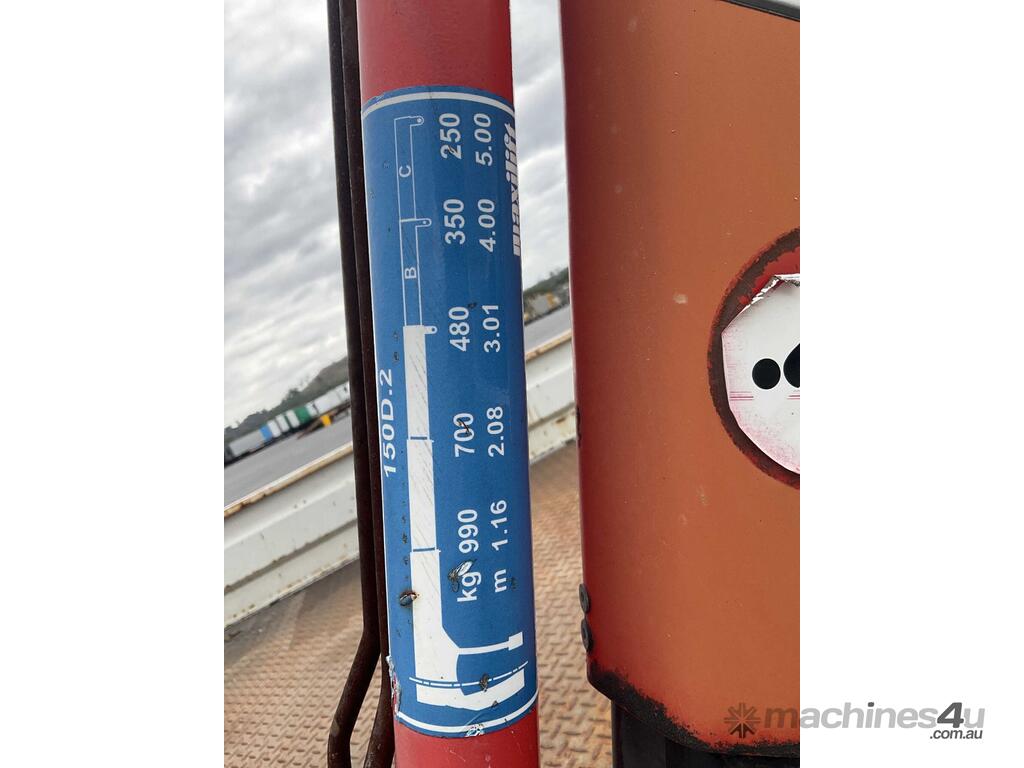 150D.2
C
B
kg 990 700 480 350 250
m 1.16 2.08 3.01 4.00 5.00
maxilift
machines4u
.com.au